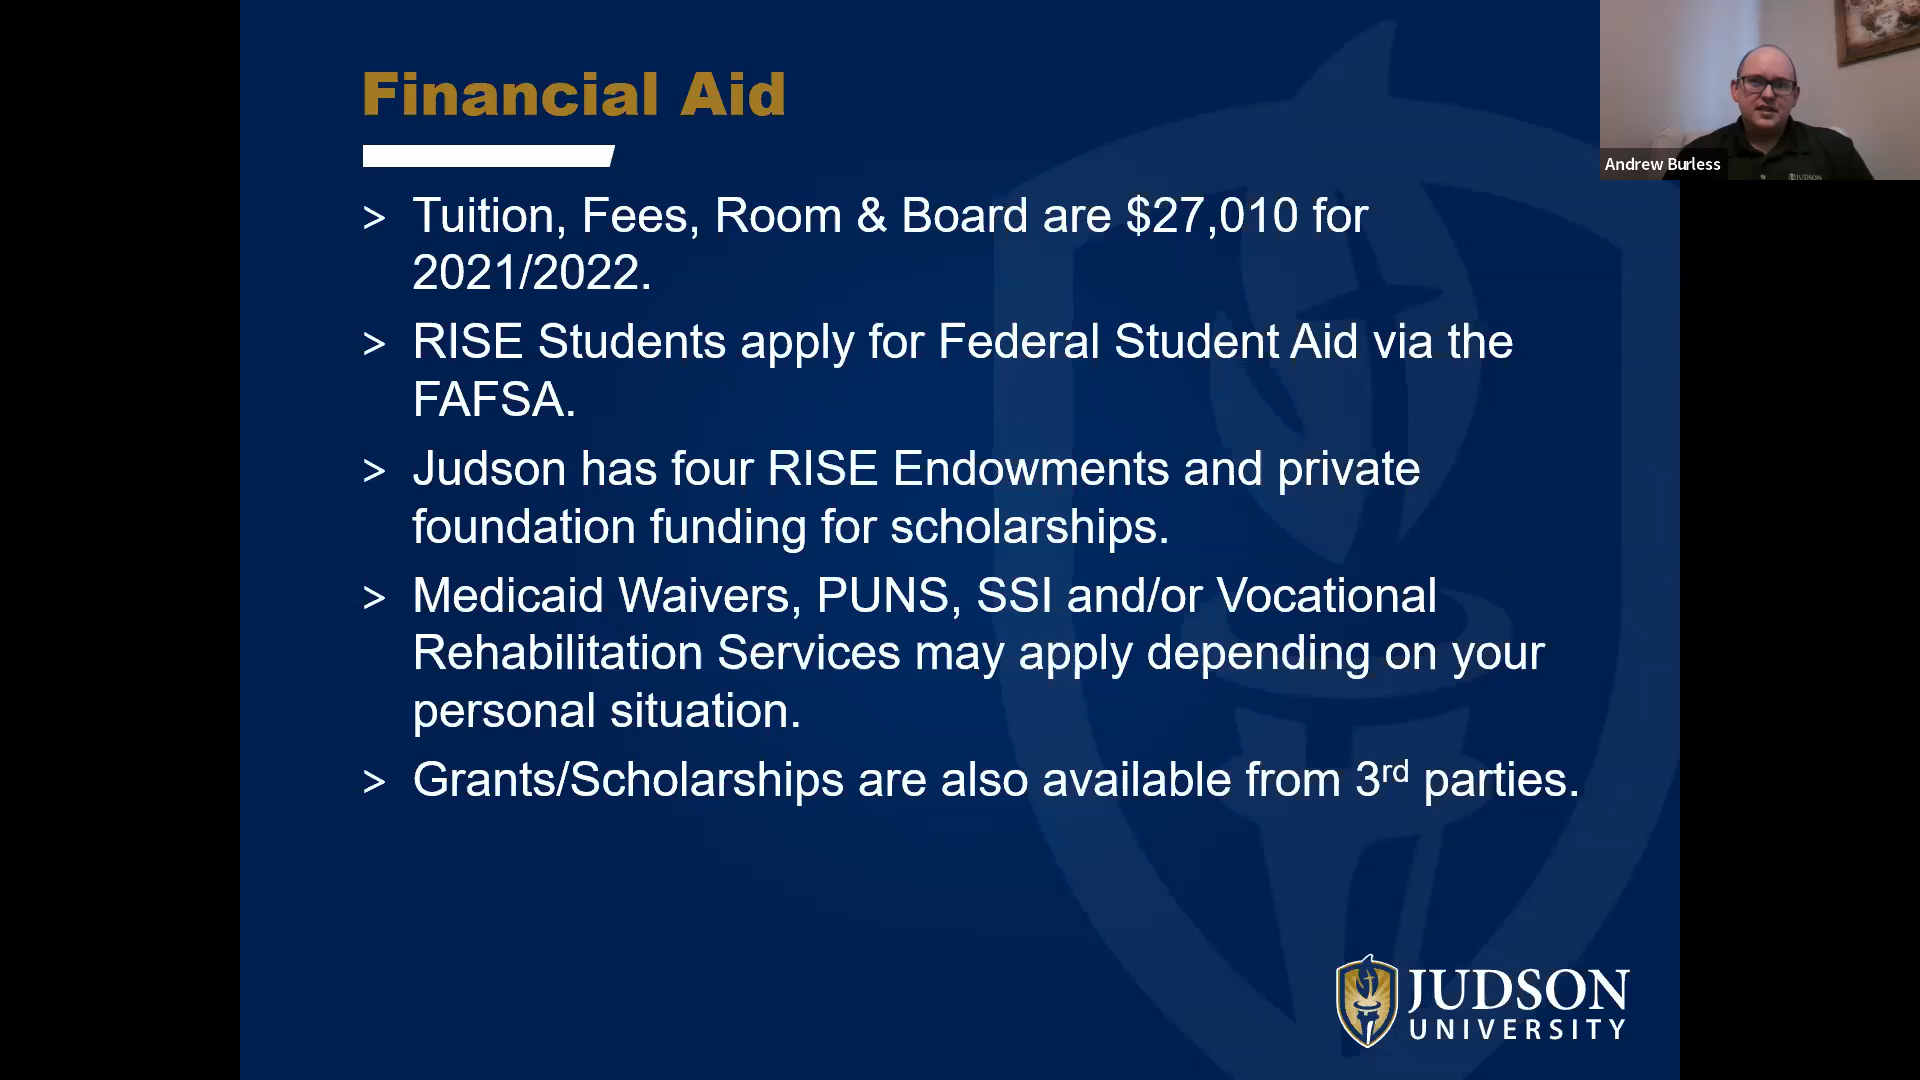 Financial Aid
> Tuition, Fees, Room & Board are $27,010 for
2021/2022.
> RISE Students apply for Federal Student Aid via the
FAFSA.
> Judson has four RISE Endowments and private
foundation funding for scholarships.
> Medicaid Waivers, PUNS, SSI and/or Vocational
Rehabilitation Services may apply depending on your
personal situation.
> Grants/Scholarships are also available from 3rd parties.
Andrew Burless
JUDSON
JUDSON
UNIVERSITY